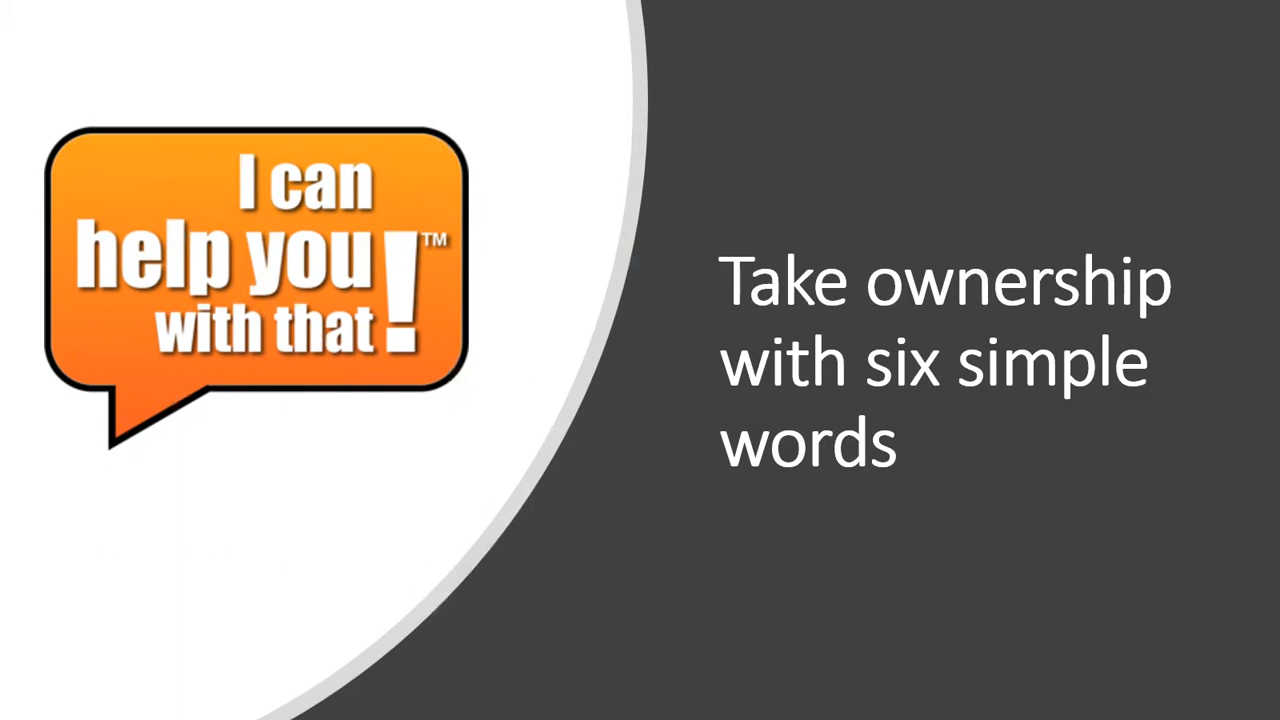 I can
help you
with that!™
Take ownership
with six simple
words